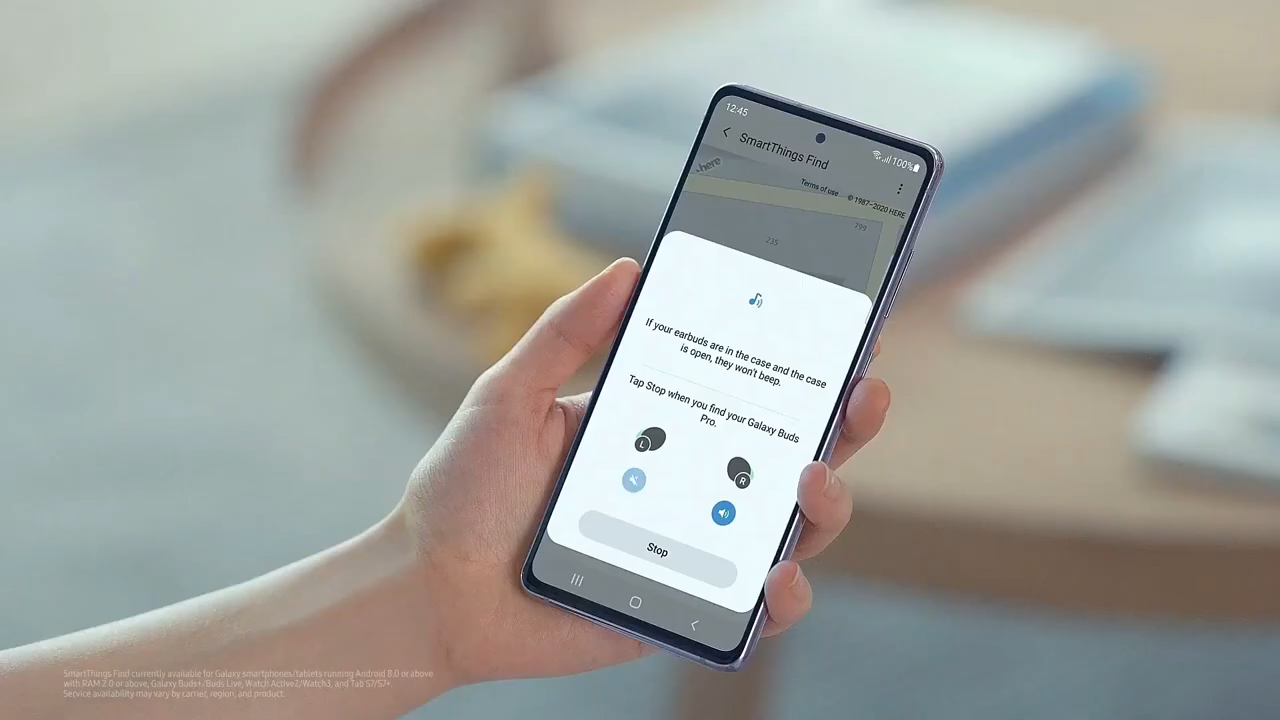 12:45
100%
SmartThings Find
here
Terms of use
© 1987–2020 HERE
799
235
If your earbuds are in the case and the case
is open, they won't beep.
Tap Stop when you find your Galaxy Buds
Pro.
L
R
Stop
SmartThings Find currently available for Galaxy smartphones/tablets running Android 8.0 or above
with RAM 2.0 or above, Galaxy Buds+/Buds Live, Watch Active2/Watch3, and Tab S7/S7+.
Service availability may vary by carrier, region, and product.